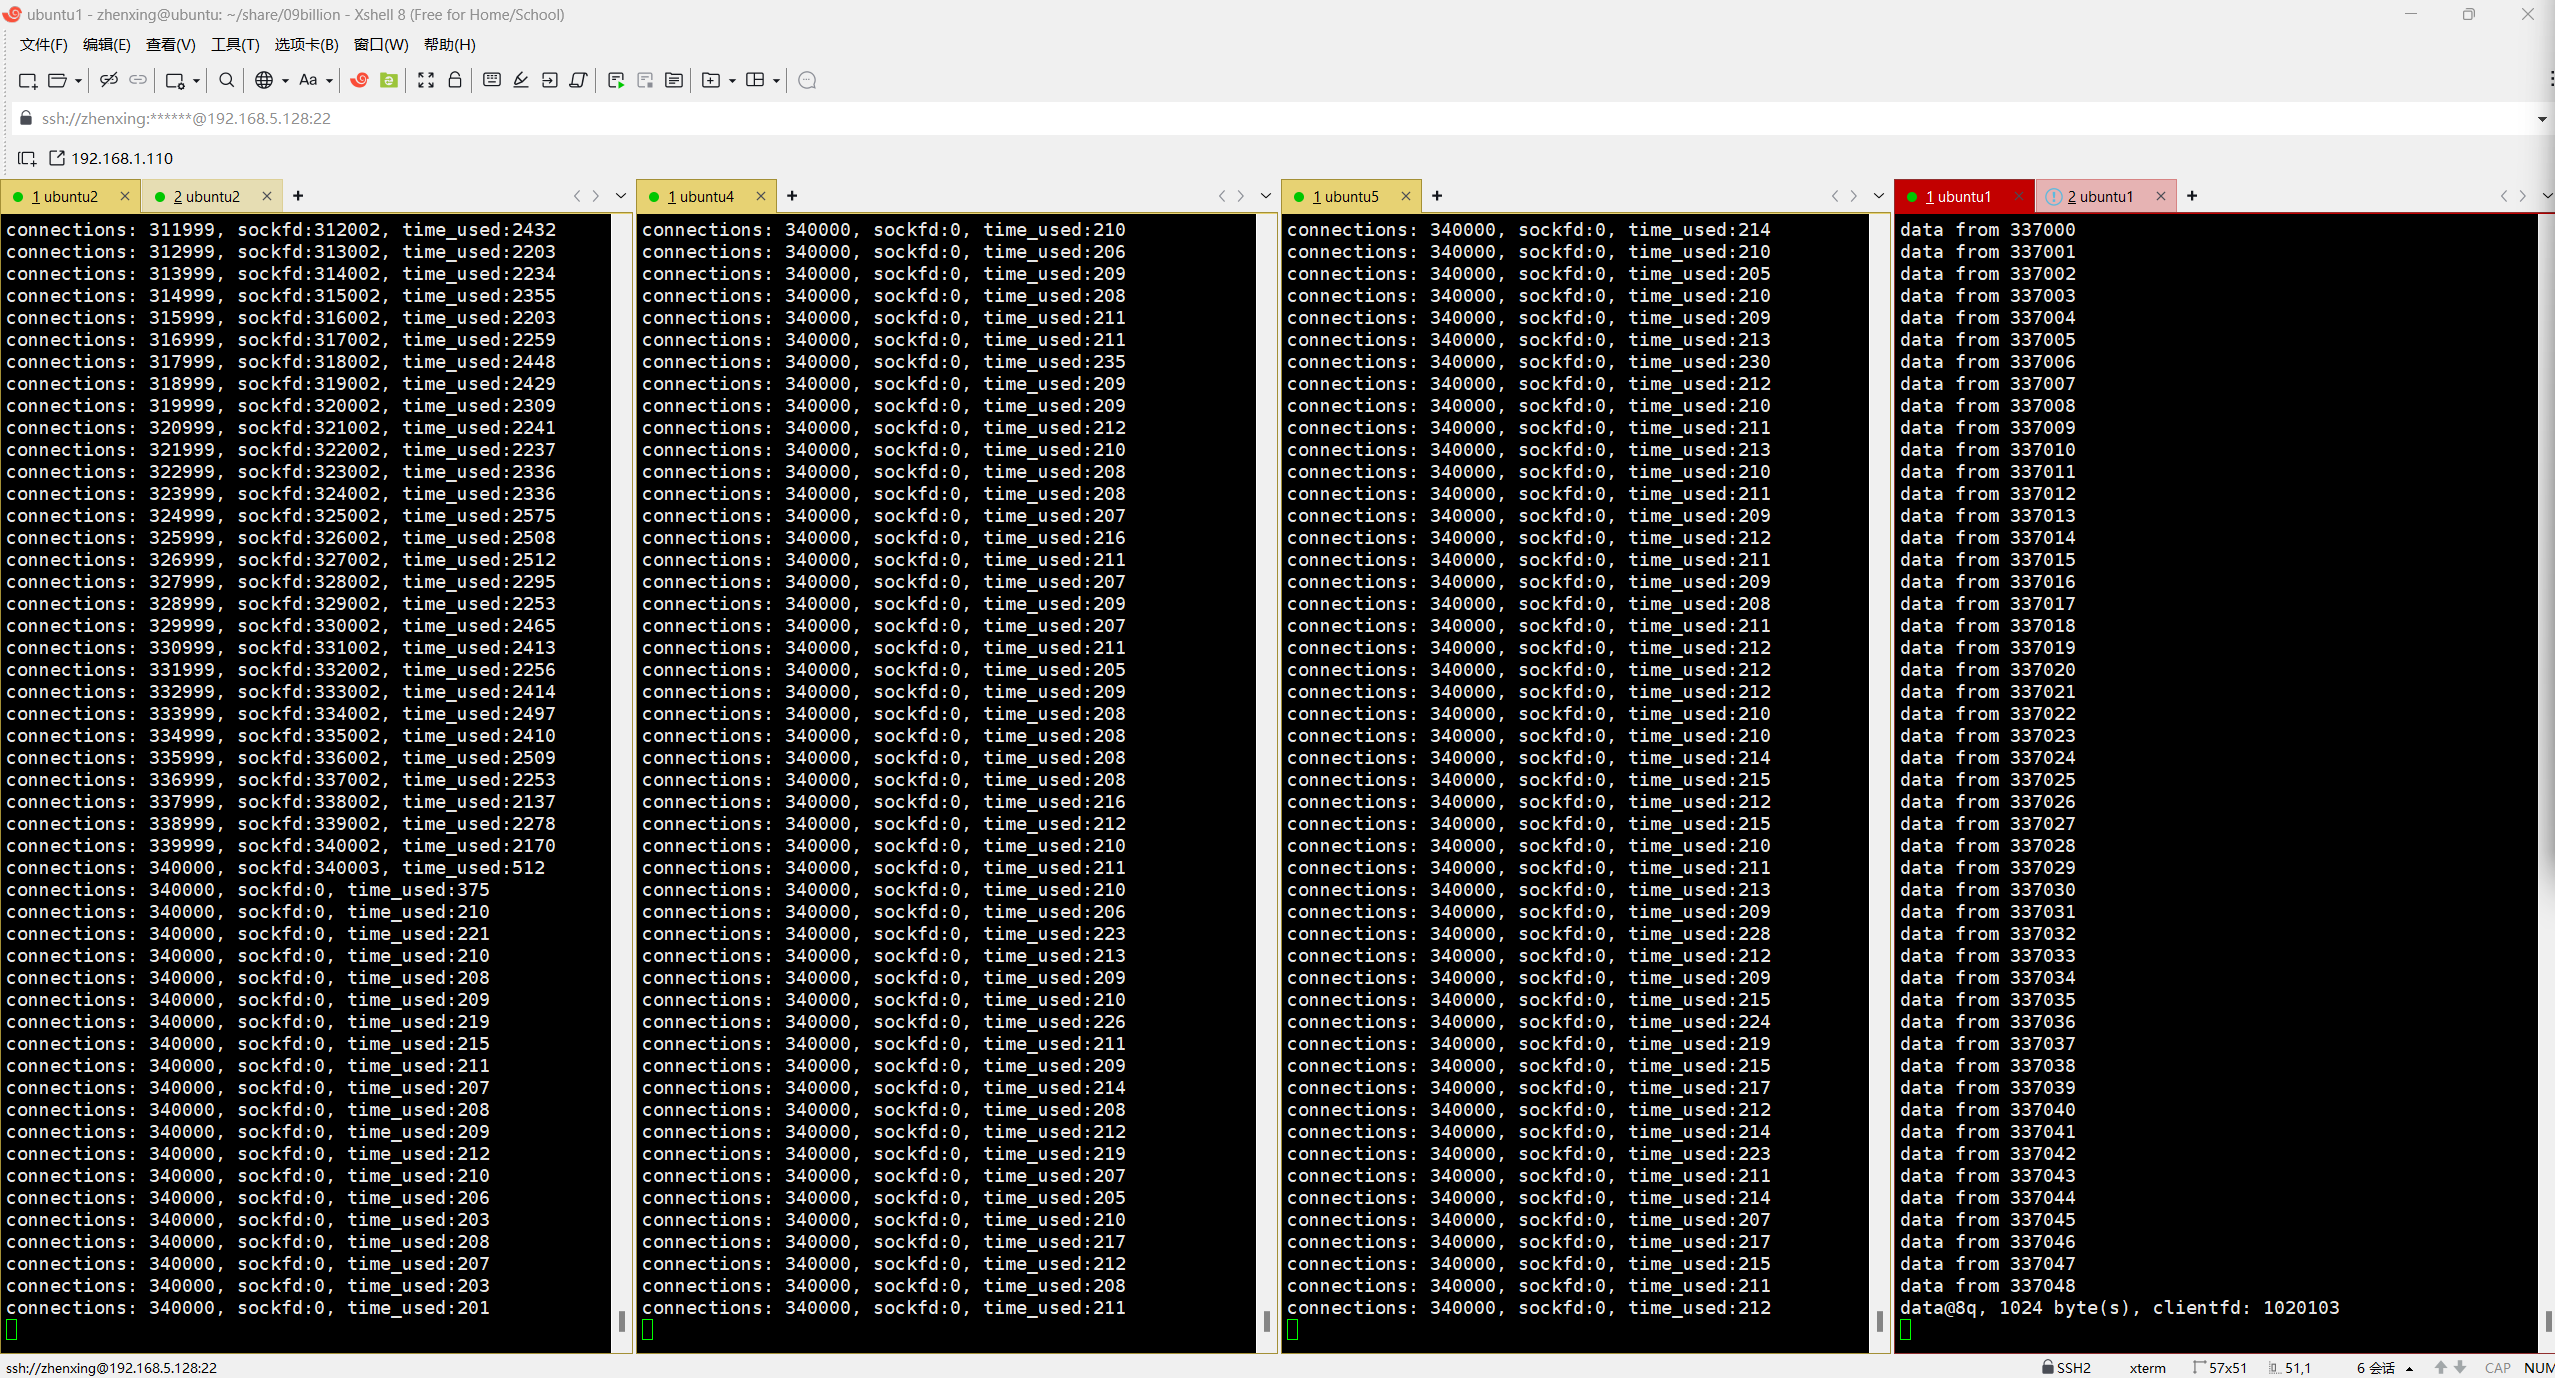 ubuntu1 - zhenxing@ubuntu: ~/share/09billion - Xshell 8 (Free for Home/School)
文件(F) 编辑(E) 查看(V) 工具(T) 选项卡(B) 窗口(W) 帮助(H)
Aa
ssh://zhenxing:******@192.168.5.128:22
192.168.1.110
1 ubuntu2
2 ubuntu2
connections: 311999, sockfd:312002, time_used:2432
connections: 312999, sockfd:313002, time_used:2203
connections: 313999, sockfd:314002, time_used:2234
connections: 314999, sockfd:315002, time_used:2355
connections: 315999, sockfd:316002, time_used:2203
connections: 316999, sockfd:317002, time_used:2259
connections: 317999, sockfd:318002, time_used:2448
connections: 318999, sockfd:319002, time_used:2429
connections: 319999, sockfd:320002, time_used:2309
connections: 320999, sockfd:321002, time_used:2241
connections: 321999, sockfd:322002, time_used:2237
connections: 322999, sockfd:323002, time_used:2336
connections: 323999, sockfd:324002, time_used:2336
connections: 324999, sockfd:325002, time_used:2575
connections: 325999, sockfd:326002, time_used:2508
connections: 326999, sockfd:327002, time_used:2512
connections: 327999, sockfd:328002, time_used:2295
connections: 328999, sockfd:329002, time_used:2253
connections: 329999, sockfd:330002, time_used:2465
connections: 330999, sockfd:331002, time_used:2413
connections: 331999, sockfd:332002, time_used:2256
connections: 332999, sockfd:333002, time_used:2414
connections: 333999, sockfd:334002, time_used:2497
connections: 334999, sockfd:335002, time_used:2410
connections: 335999, sockfd:336002, time_used:2509
connections: 336999, sockfd:337002, time_used:2253
connections: 337999, sockfd:338002, time_used:2137
connections: 338999, sockfd:339002, time_used:2278
connections: 339999, sockfd:340002, time_used:2170
connections: 340000, sockfd:340003, time_used:512
connections: 340000, sockfd:0, time_used:375
connections: 340000, sockfd:0, time_used:210
connections: 340000, sockfd:0, time_used:221
connections: 340000, sockfd:0, time_used:210
connections: 340000, sockfd:0, time_used:208
connections: 340000, sockfd:0, time_used:209
connections: 340000, sockfd:0, time_used:219
connections: 340000, sockfd:0, time_used:215
connections: 340000, sockfd:0, time_used:211
connections: 340000, sockfd:0, time_used:207
connections: 340000, sockfd:0, time_used:208
connections: 340000, sockfd:0, time_used:209
connections: 340000, sockfd:0, time_used:212
connections: 340000, sockfd:0, time_used:210
connections: 340000, sockfd:0, time_used:206
connections: 340000, sockfd:0, time_used:203
connections: 340000, sockfd:0, time_used:208
connections: 340000, sockfd:0, time_used:207
connections: 340000, sockfd:0, time_used:203
connections: 340000, sockfd:0, time_used:201
1 ubuntu4
connections: 340000, sockfd:0, time_used:210
connections: 340000, sockfd:0, time_used:206
connections: 340000, sockfd:0, time_used:209
connections: 340000, sockfd:0, time_used:208
connections: 340000, sockfd:0, time_used:211
connections: 340000, sockfd:0, time_used:211
connections: 340000, sockfd:0, time_used:235
connections: 340000, sockfd:0, time_used:209
connections: 340000, sockfd:0, time_used:209
connections: 340000, sockfd:0, time_used:212
connections: 340000, sockfd:0, time_used:210
connections: 340000, sockfd:0, time_used:208
connections: 340000, sockfd:0, time_used:208
connections: 340000, sockfd:0, time_used:207
connections: 340000, sockfd:0, time_used:216
connections: 340000, sockfd:0, time_used:211
connections: 340000, sockfd:0, time_used:207
connections: 340000, sockfd:0, time_used:209
connections: 340000, sockfd:0, time_used:207
connections: 340000, sockfd:0, time_used:211
connections: 340000, sockfd:0, time_used:205
connections: 340000, sockfd:0, time_used:209
connections: 340000, sockfd:0, time_used:208
connections: 340000, sockfd:0, time_used:208
connections: 340000, sockfd:0, time_used:208
connections: 340000, sockfd:0, time_used:208
connections: 340000, sockfd:0, time_used:216
connections: 340000, sockfd:0, time_used:212
connections: 340000, sockfd:0, time_used:210
connections: 340000, sockfd:0, time_used:211
connections: 340000, sockfd:0, time_used:210
connections: 340000, sockfd:0, time_used:206
connections: 340000, sockfd:0, time_used:223
connections: 340000, sockfd:0, time_used:213
connections: 340000, sockfd:0, time_used:209
connections: 340000, sockfd:0, time_used:210
connections: 340000, sockfd:0, time_used:226
connections: 340000, sockfd:0, time_used:211
connections: 340000, sockfd:0, time_used:209
connections: 340000, sockfd:0, time_used:214
connections: 340000, sockfd:0, time_used:208
connections: 340000, sockfd:0, time_used:212
connections: 340000, sockfd:0, time_used:219
connections: 340000, sockfd:0, time_used:207
connections: 340000, sockfd:0, time_used:205
connections: 340000, sockfd:0, time_used:210
connections: 340000, sockfd:0, time_used:217
connections: 340000, sockfd:0, time_used:212
connections: 340000, sockfd:0, time_used:208
connections: 340000, sockfd:0, time_used:211
1 ubuntu5
connections: 340000, sockfd:0, time_used:214
connections: 340000, sockfd:0, time_used:210
connections: 340000, sockfd:0, time_used:205
connections: 340000, sockfd:0, time_used:210
connections: 340000, sockfd:0, time_used:209
connections: 340000, sockfd:0, time_used:213
connections: 340000, sockfd:0, time_used:230
connections: 340000, sockfd:0, time_used:212
connections: 340000, sockfd:0, time_used:210
connections: 340000, sockfd:0, time_used:211
connections: 340000, sockfd:0, time_used:213
connections: 340000, sockfd:0, time_used:210
connections: 340000, sockfd:0, time_used:211
connections: 340000, sockfd:0, time_used:209
connections: 340000, sockfd:0, time_used:212
connections: 340000, sockfd:0, time_used:211
connections: 340000, sockfd:0, time_used:209
connections: 340000, sockfd:0, time_used:208
connections: 340000, sockfd:0, time_used:211
connections: 340000, sockfd:0, time_used:212
connections: 340000, sockfd:0, time_used:212
connections: 340000, sockfd:0, time_used:212
connections: 340000, sockfd:0, time_used:210
connections: 340000, sockfd:0, time_used:210
connections: 340000, sockfd:0, time_used:214
connections: 340000, sockfd:0, time_used:215
connections: 340000, sockfd:0, time_used:212
connections: 340000, sockfd:0, time_used:215
connections: 340000, sockfd:0, time_used:210
connections: 340000, sockfd:0, time_used:211
connections: 340000, sockfd:0, time_used:213
connections: 340000, sockfd:0, time_used:209
connections: 340000, sockfd:0, time_used:228
connections: 340000, sockfd:0, time_used:212
connections: 340000, sockfd:0, time_used:209
connections: 340000, sockfd:0, time_used:215
connections: 340000, sockfd:0, time_used:224
connections: 340000, sockfd:0, time_used:219
connections: 340000, sockfd:0, time_used:215
connections: 340000, sockfd:0, time_used:217
connections: 340000, sockfd:0, time_used:212
connections: 340000, sockfd:0, time_used:214
connections: 340000, sockfd:0, time_used:223
connections: 340000, sockfd:0, time_used:211
connections: 340000, sockfd:0, time_used:214
connections: 340000, sockfd:0, time_used:207
connections: 340000, sockfd:0, time_used:217
connections: 340000, sockfd:0, time_used:215
connections: 340000, sockfd:0, time_used:211
connections: 340000, sockfd:0, time_used:212
1 ubuntu1
2 ubuntu1
data from 337000
data from 337001
data from 337002
data from 337003
data from 337004
data from 337005
data from 337006
data from 337007
data from 337008
data from 337009
data from 337010
data from 337011
data from 337012
data from 337013
data from 337014
data from 337015
data from 337016
data from 337017
data from 337018
data from 337019
data from 337020
data from 337021
data from 337022
data from 337023
data from 337024
data from 337025
data from 337026
data from 337027
data from 337028
data from 337029
data from 337030
data from 337031
data from 337032
data from 337033
data from 337034
data from 337035
data from 337036
data from 337037
data from 337038
data from 337039
data from 337040
data from 337041
data from 337042
data from 337043
data from 337044
data from 337045
data from 337046
data from 337047
data from 337048
data@8q, 1024 byte(s), clientfd: 1020103
ssh://zhenxing@192.168.5.128:22
SSH2 xterm 57x51 51,1 6 会话 CAP NUM